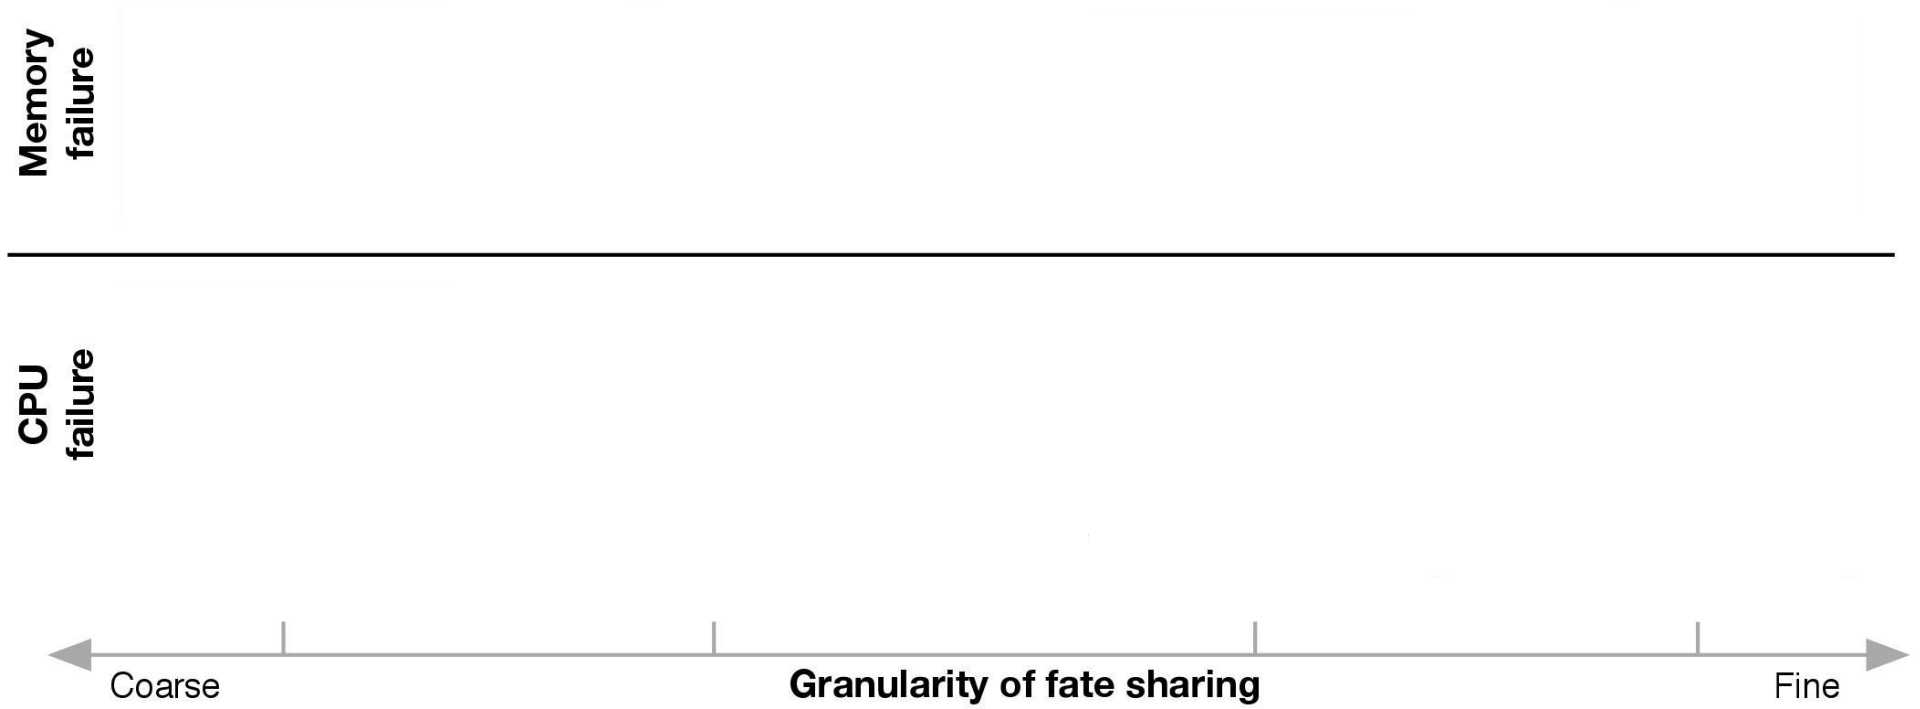 Memory
failure
CPU
failure
Coarse
Granularity of fate sharing
Fine